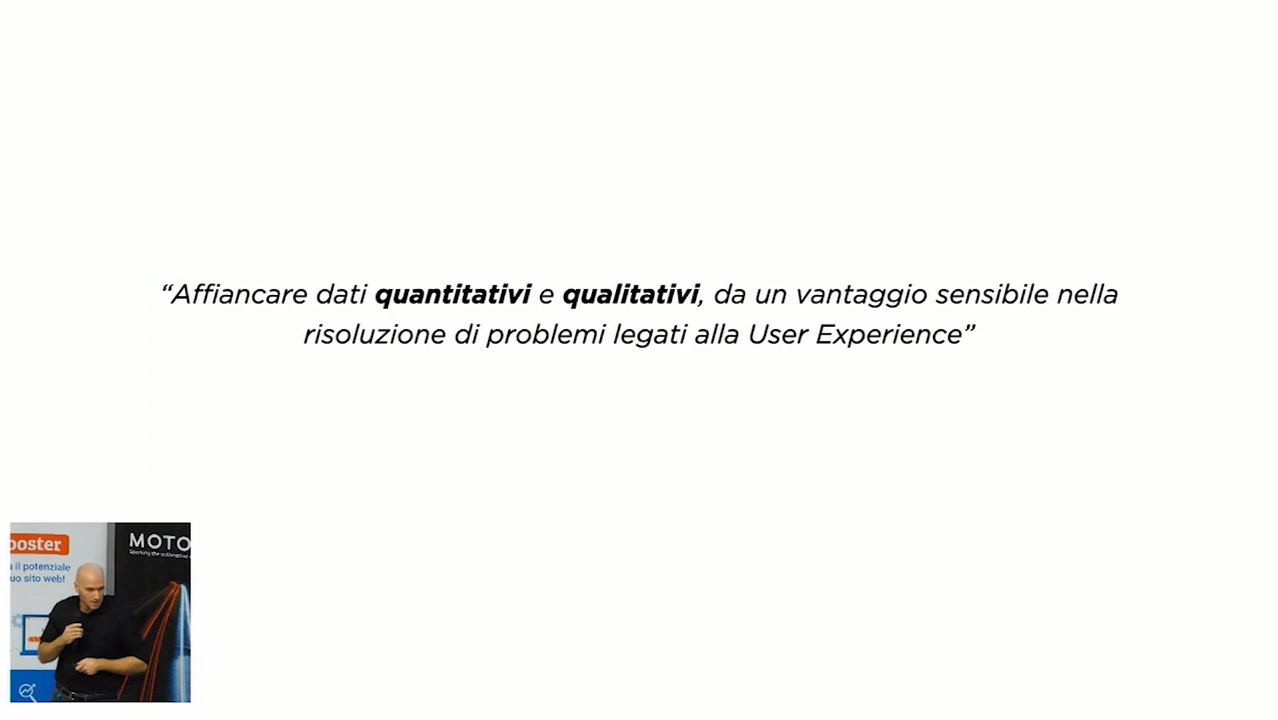 “Affiancare dati quantitativi e qualitativi, da un vantaggio sensibile nella
risoluzione di problemi legati alla User Experience”
ooster
MOTO
il potenziale
uo sito web!